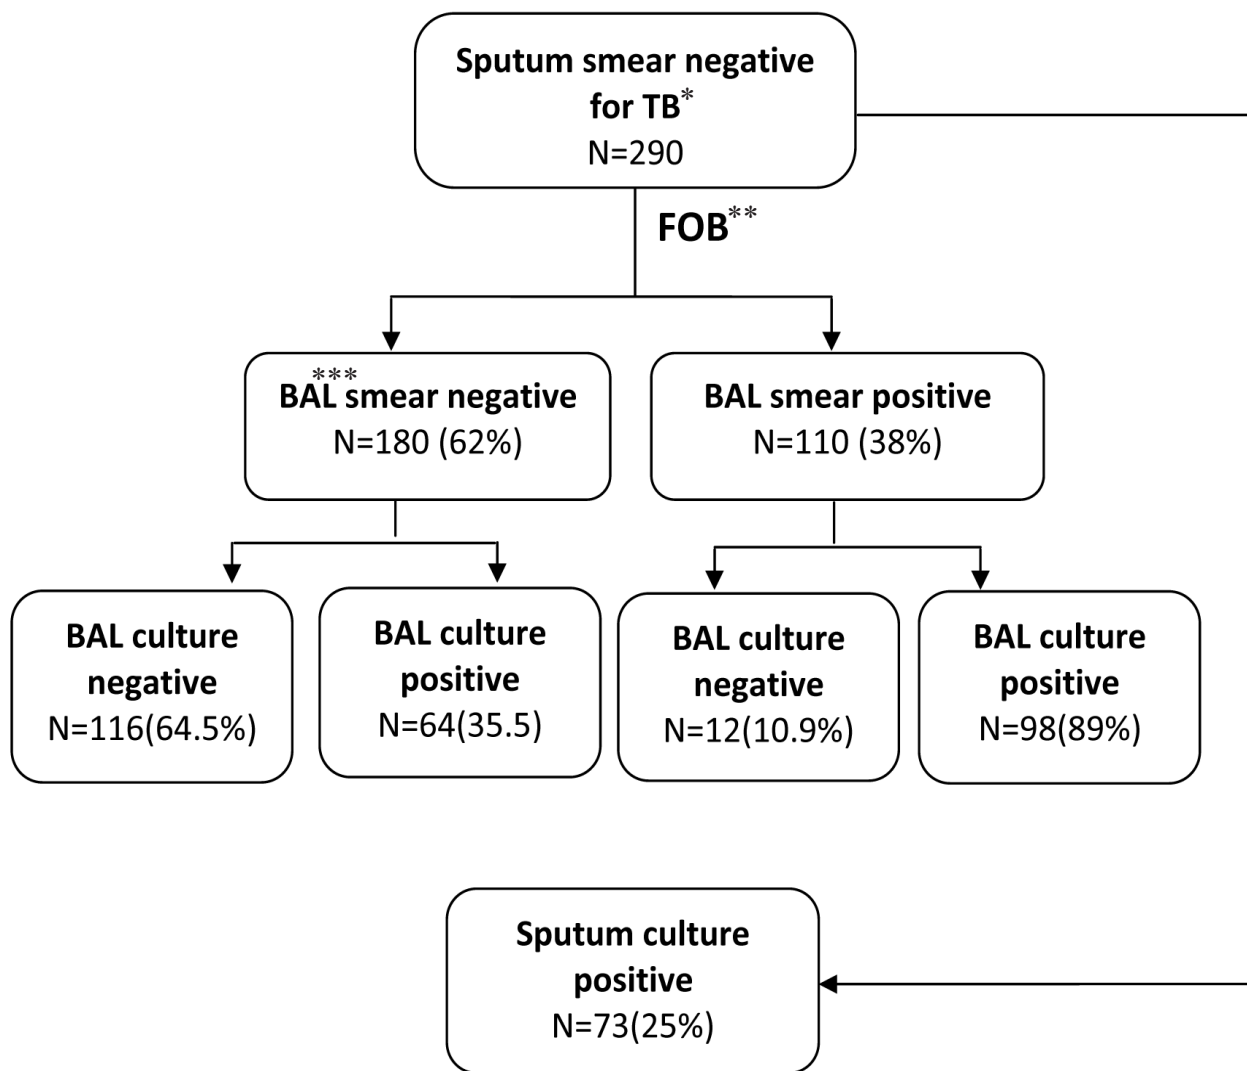 Sputum smear negative
for TB*
N=290
FOB**
BAL*** smear negative
N=180 (62%)
BAL smear positive
N=110 (38%)
BAL culture
negative
N=116(64.5%)
BAL culture
positive
N=64(35.5)
BAL culture
negative
N=12(10.9%)
BAL culture
positive
N=98(89%)
Sputum culture
positive
N=73(25%)